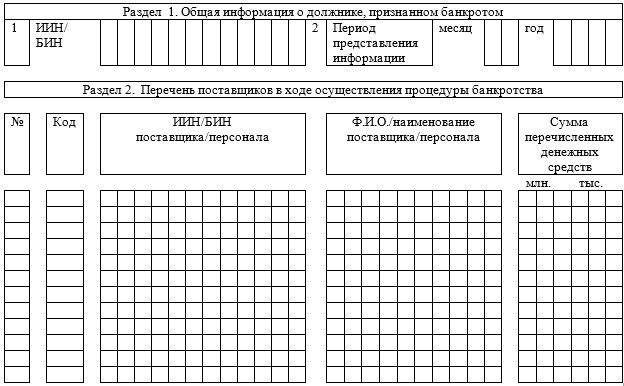 Раздел 1. Общая информация о должнике, признанном банкротом
1 ИИН/ 2 Период месяц год
БИН представления
информации
Раздел 2. Перечень поставщиков в ходе осуществления процедуры банкротства
№ Код ИИН/БИН Ф.И.О./наименование Сумма
поставщика/персонала поставщика/персонала перечисленных
денежных
средств
млн. тыс.